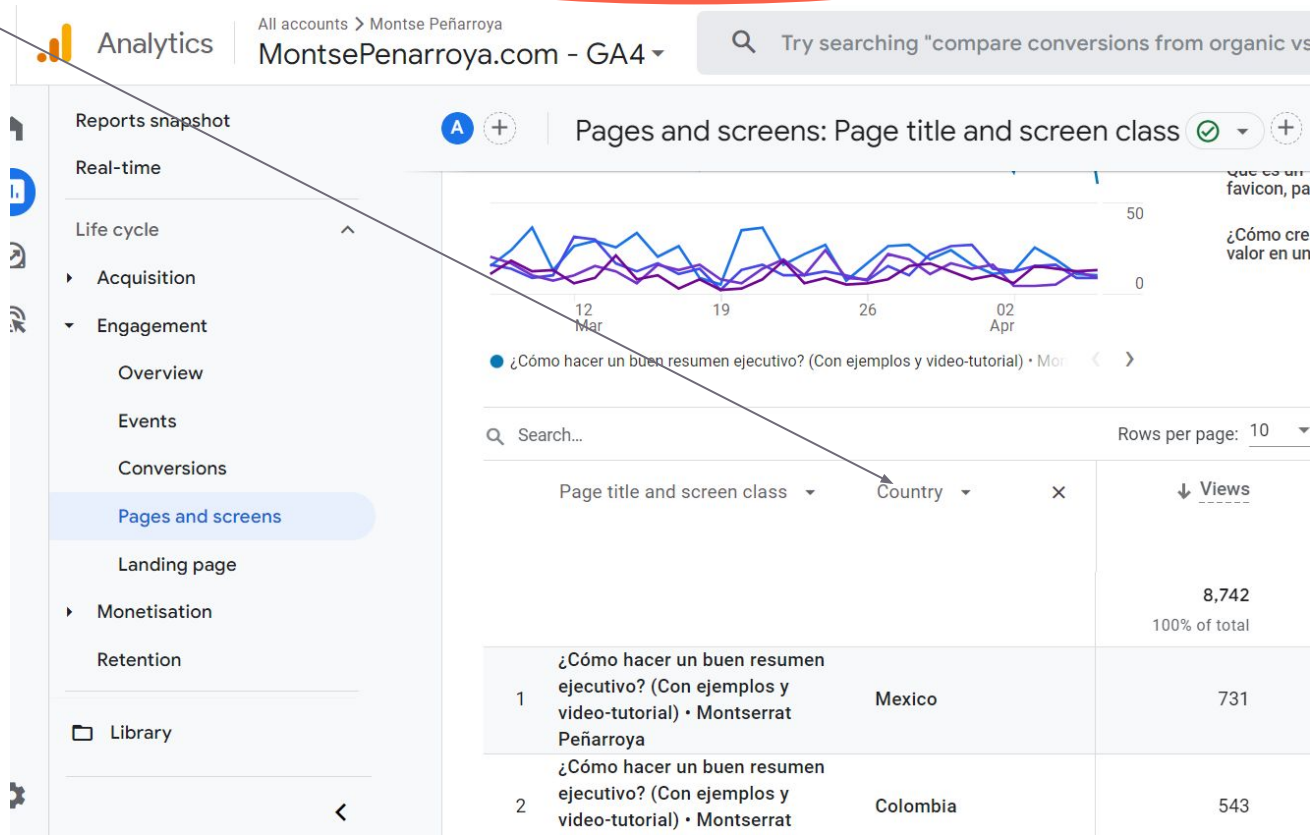 All accounts > Montse Peñarroya
Analytics
MontsePenarroya.com - GA4
Try searching "compare conversions from organic vs
Reports snapshot
Real-time
Life cycle
Acquisition
Engagement
Overview
Events
Conversions
Pages and screens
Landing page
Monetisation
Retention
Library
A
Pages and screens: Page title and screen class
favicon, pa
¿Cómo cre
valor en un
50
0
12
Mar
19
26
02
Apr
¿Cómo hacer un buen resumen ejecutivo? (Con ejemplos y video-tutorial) • Mon
Search...
Rows per page: 10
Page title and screen class
Country
Views
8,742
100% of total
1
¿Cómo hacer un buen resumen
ejecutivo? (Con ejemplos y
video-tutorial) • Montserrat
Peñarroya
Mexico
731
2
¿Cómo hacer un buen resumen
ejecutivo? (Con ejemplos y
video-tutorial) • Montserrat
Colombia
543